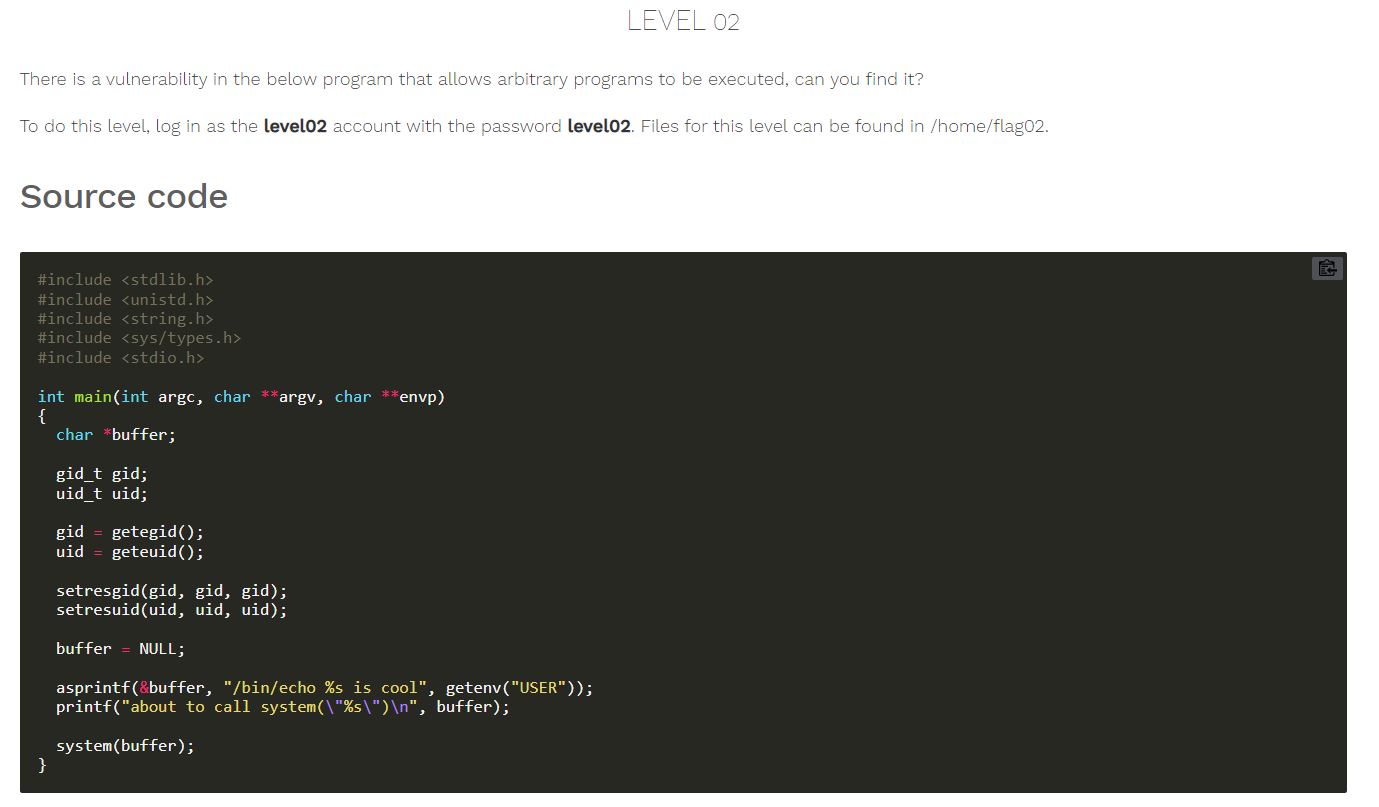 LEVEL 02
There is a vulnerability in the below program that allows arbitrary programs to be executed, can you find it?
To do this level, log in as the level02 account with the password level02. Files for this level can be found in /home/flag02.
Source code
#include <stdlib.h>
#include <unistd.h>
#include <string.h>
#include <sys/types.h>
#include <stdio.h>
int main(int argc, char **argv, char **envp)
{
  char *buffer;
  gid_t gid;
  uid_t uid;
  gid = getegid();
  uid = geteuid();
  setresgid(gid, gid, gid);
  setresuid(uid, uid, uid);
  buffer = NULL;
  asprintf(&buffer, "/bin/echo %s is cool", getenv("USER"));
  printf("about to call system(\"%s\")\n", buffer);
  system(buffer);
}